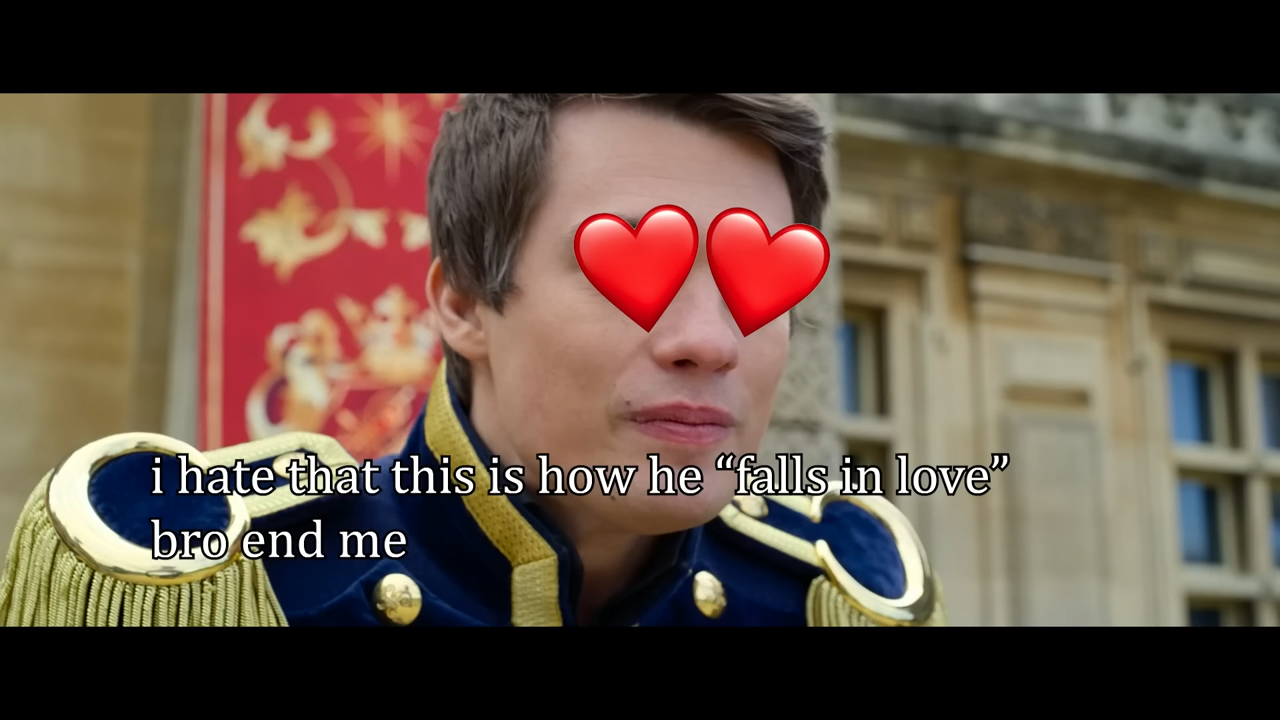 i hate that this is how he “falls in love”
bro end me